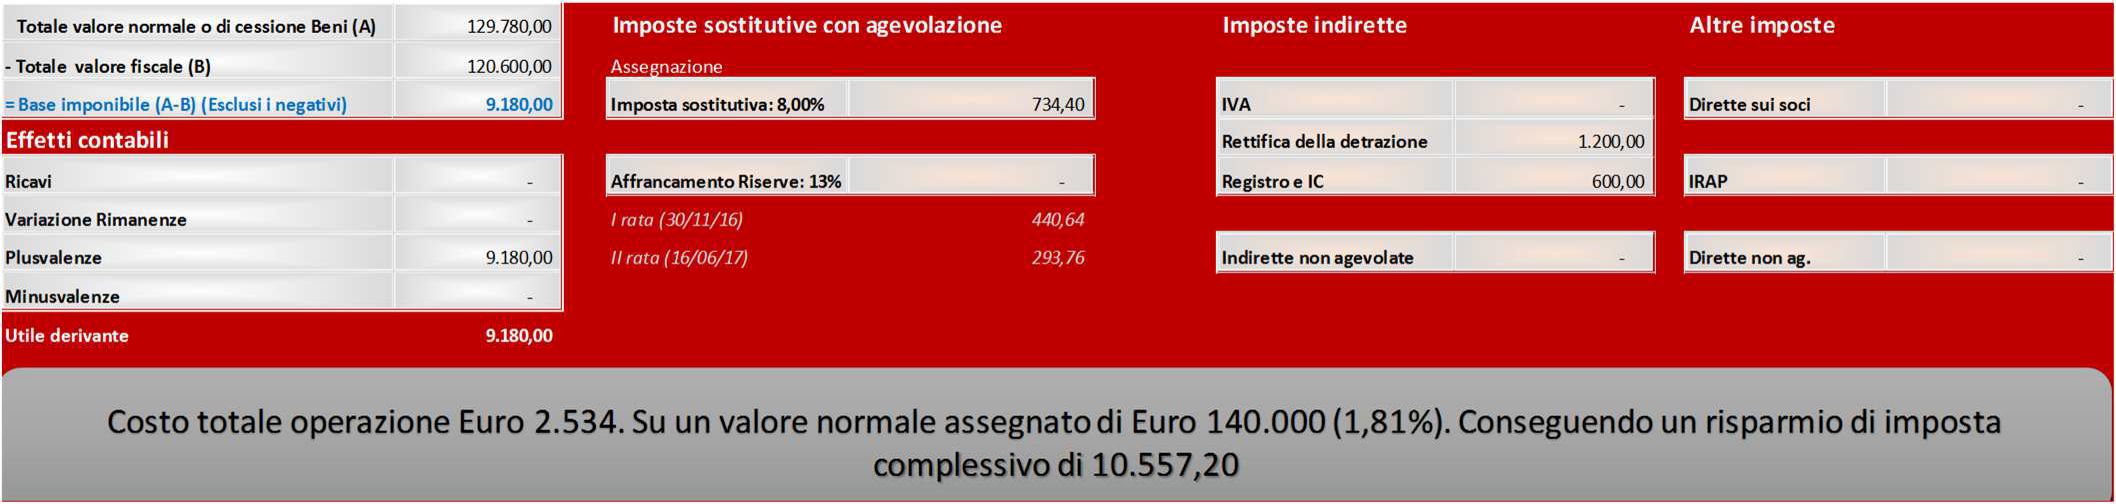 Totale valore normale o di cessione Beni (A) 129.780,00
- Totale valore fiscale (B) 120.600,00
= Base imponibile (A-B) (Esclusi i negativi) 9.180,00
Effetti contabili
Ricavi -
Variazione Rimanenze -
Plusvalenze 9.180,00
Minusvalenze -
Utile derivante 9.180,00
Imposte sostitutive con agevolazione
Assegnazione
Imposta sostitutiva: 8,00% 734,40
Affrancamento Riserve: 13% -
I rata (30/11/16) 440,64
II rata (16/06/17) 293,76
Imposte indirette
IVA -
Rettifica della detrazione 1.200,00
Registro e IC 600,00
Indirette non agevolate -
Altre imposte
Dirette sui soci -
IRAP -
Dirette non ag. -
Costo totale operazione Euro 2.534. Su un valore normale assegnato di Euro 140.000 (1,81%). Conseguendo un risparmio di imposta
complessivo di 10.557,20